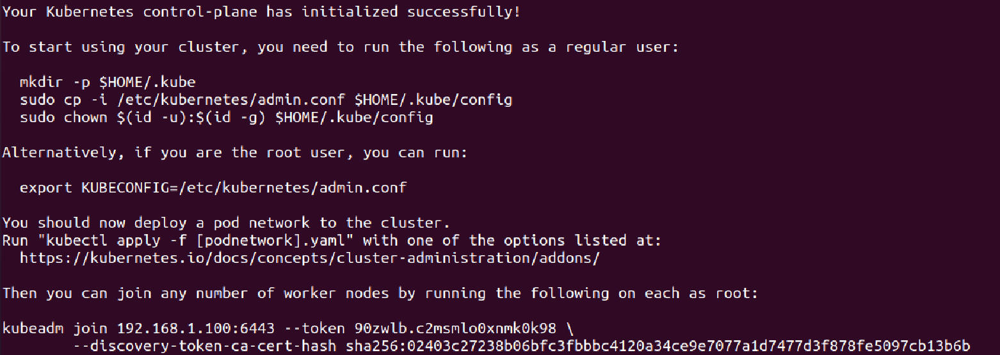 Your Kubernetes control-plane has initialized successfully!
To start using your cluster, you need to run the following as a regular user:
mkdir -p $HOME/.kube
sudo cp -i /etc/kubernetes/admin.conf $HOME/.kube/config
sudo chown $(id -u):$(id -g) $HOME/.kube/config
Alternatively, if you are the root user, you can run:
export KUBECONFIG=/etc/kubernetes/admin.conf
You should now deploy a pod network to the cluster.
Run "kubectl apply -f [podnetwork].yaml" with one of the options listed at:
https://kubernetes.io/docs/concepts/cluster-administration/addons/
Then you can join any number of worker nodes by running the following on each as root:
kubeadm join 192.168.1.100:6443 --token 90zwlb.c2msmlo0xnmk0k98 \
--discovery-token-ca-cert-hash sha256:02403c27238b06bfc3fbbbc4120a34ce9e7077a1d7477d3f878fe5097cb13b6b